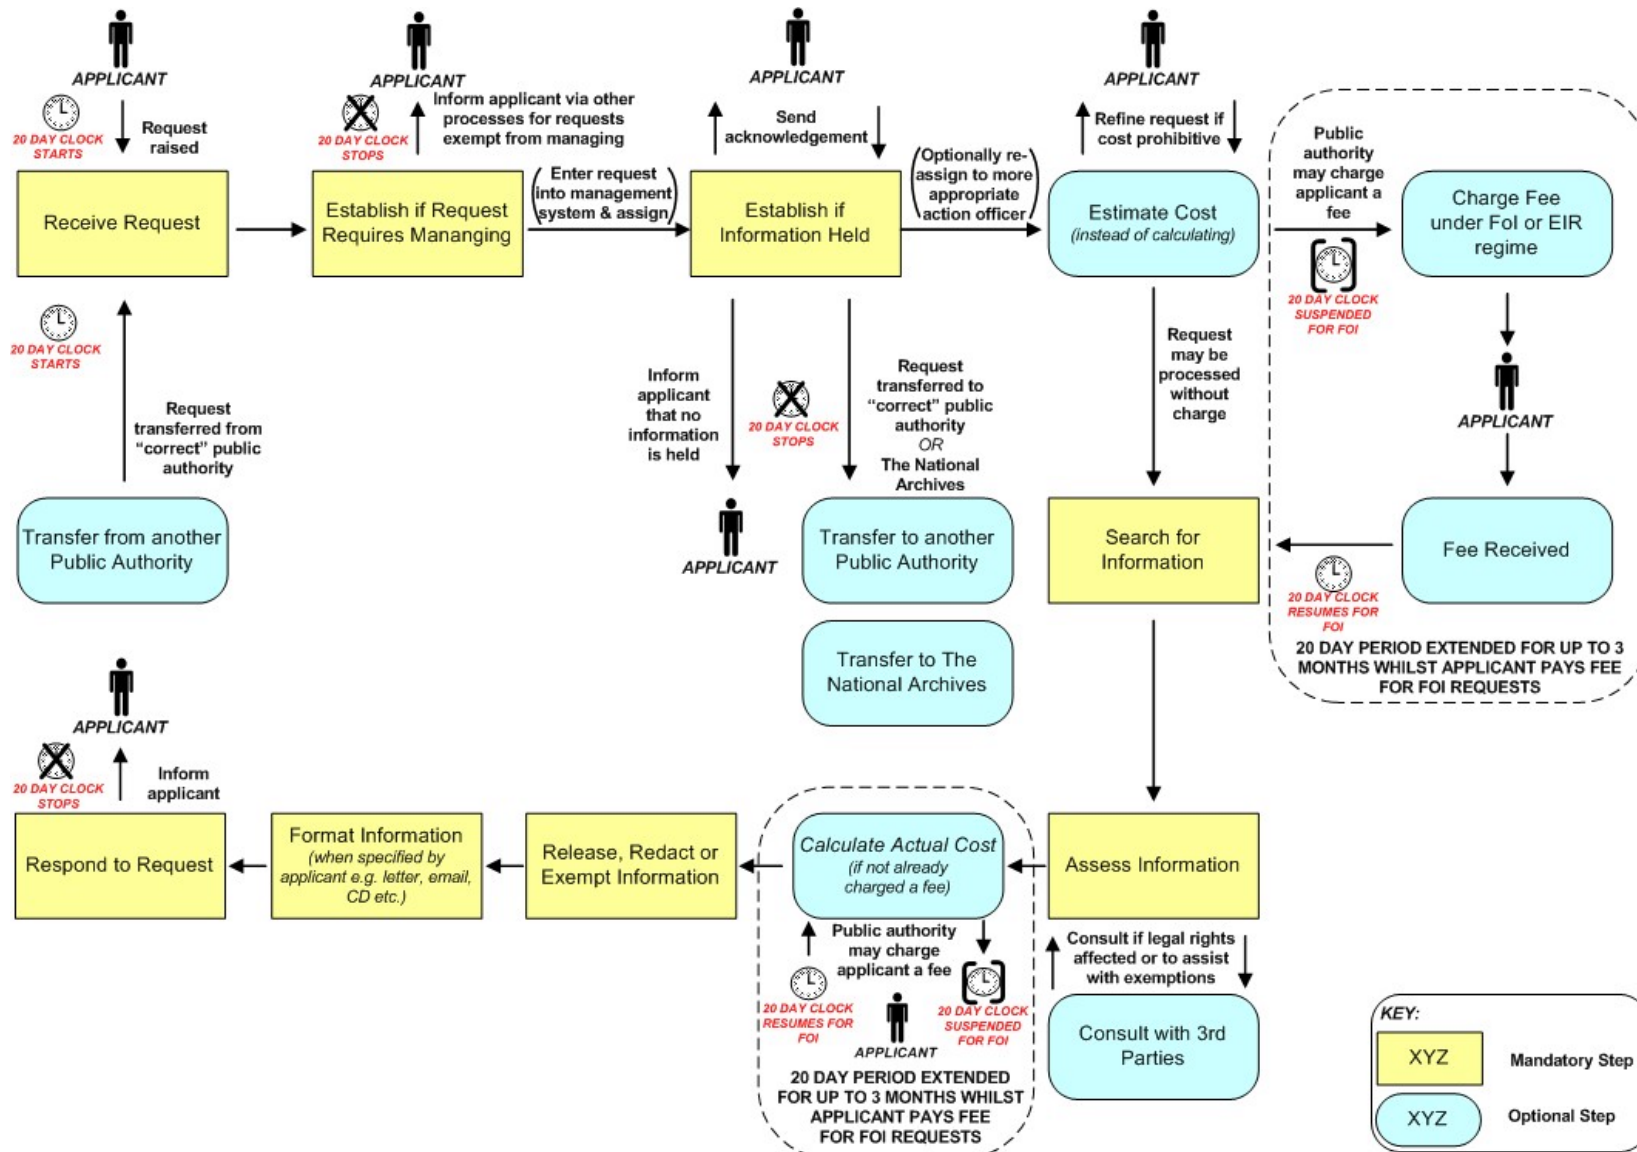 APPLICANT
20 DAY CLOCK
STARTS
Request
raised
APPLICANT
20 DAY CLOCK
STOPS
Inform applicant via other
processes for requests
exempt from managing
APPLICANT
Send
acknowledgement
APPLICANT
Refine request if
cost prohibitive
Receive Request
Establish if Request
Requires Mananging
(Enter request
into management
system & assign)
Establish if
Information Held
(Optionally re-
assign to more
appropriate
action officer)
Estimate Cost
(instead of calculating)
Public
authority
may charge
applicant a
fee
20 DAY CLOCK
SUSPENDED
FOR FOI
Charge Fee
under FoI or EIR
regime
20 DAY CLOCK
STARTS
Request
transferred from
“correct” public
authority
Inform
applicant
that no
information
is held
APPLICANT
20 DAY CLOCK
STOPS
Request
transferred to
“correct” public
authority
OR
The National
Archives
Request
may be
processed
without
charge
APPLICANT
Transfer from another
Public Authority
Transfer to another
Public Authority
Transfer to The
National Archives
Search for
Information
Fee Received
20 DAY CLOCK
RESUMES FOR
FOI
20 DAY PERIOD EXTENDED FOR UP TO 3
MONTHS WHILST APPLICANT PAYS FEE
FOR FOI REQUESTS
APPLICANT
20 DAY CLOCK
STOPS
Inform
applicant
Respond to Request
Format Information
(when specified by
applicant e.g. letter, email,
CD etc.)
Release, Redact or
Exempt Information
Calculate Actual Cost
(if not already
charged a fee)
Assess Information
Public authority
may charge
applicant a fee
20 DAY CLOCK
RESUMES FOR
FOI
APPLICANT
20 DAY CLOCK
SUSPENDED
FOR FOI
20 DAY PERIOD EXTENDED
FOR UP TO 3 MONTHS WHILST
APPLICANT PAYS FEE
FOR FOI REQUESTS
Consult if legal rights
affected or to assist
with exemptions
Consult with 3rd
Parties
KEY:
XYZ
Mandatory Step
XYZ
Optional Step